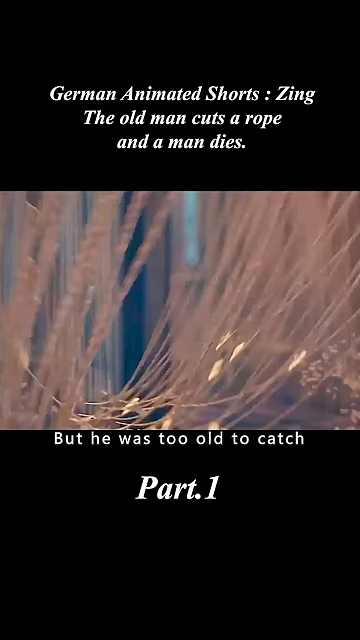 German Animated Shorts : Zing
The old man cuts a rope
and a man dies.
But he was too old to catch
Part.1